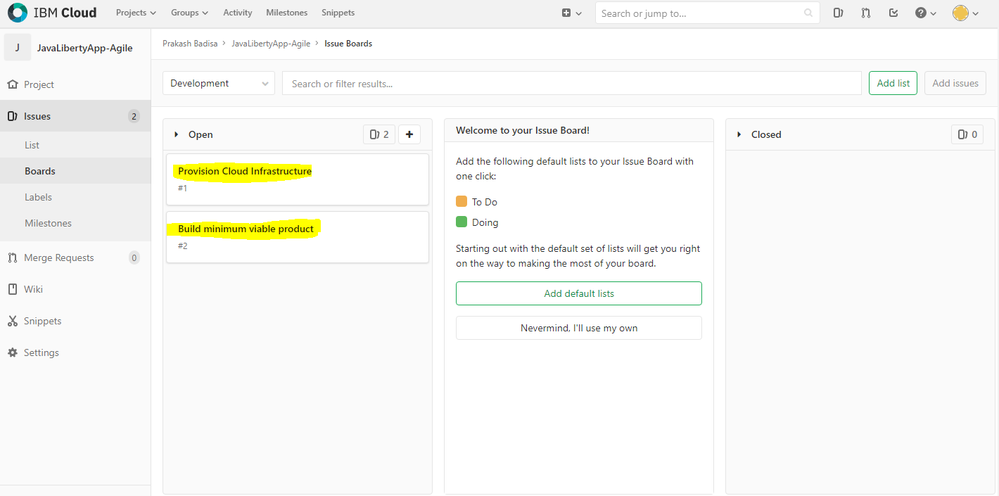 IBM Cloud Projects Groups Activity Milestones Snippets Search or jump to...
J JavaLibertyApp-Agile
Prakash Badisa > JavaLibertyApp-Agile > Issue Boards
Project
Issues 2
List
Boards
Labels
Milestones
Merge Requests 0
Wiki
Snippets
Settings
Development Search or filter results... Add list Add issues
Open 2 +
Provision Cloud Infrastructure
#1
Build minimum viable product
#2
Welcome to your Issue Board!
Add the following default lists to your Issue Board with
one click:
To Do
Doing
Starting out with the default set of lists will get you right
on the way to making the most of your board.
Add default lists
Nevermind, I'll use my own
Closed 0